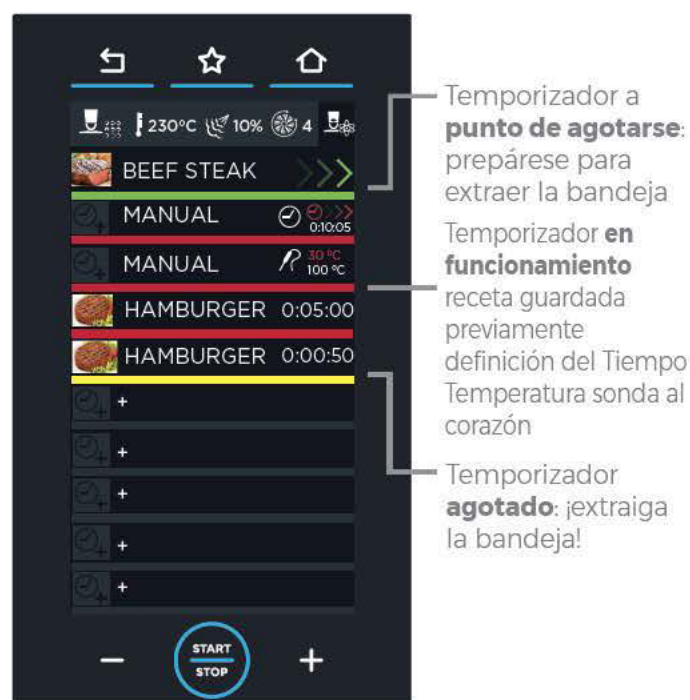 230°C 10% 4
BEEF STEAK
MANUAL 0:10:05
MANUAL 30 °C
100 °C
HAMBURGER 0:05:00
HAMBURGER 0:00:50
+
+
+
+
+
− START +
STOP
Temporizador a
punto de agotarse:
prepárese para
extraer la bandeja
Temporizador en
funcionamiento
receta guardada
previamente
definición del Tiempo
Temperatura sonda al
corazón
Temporizador
agotado: ¡extraiga
la bandeja!